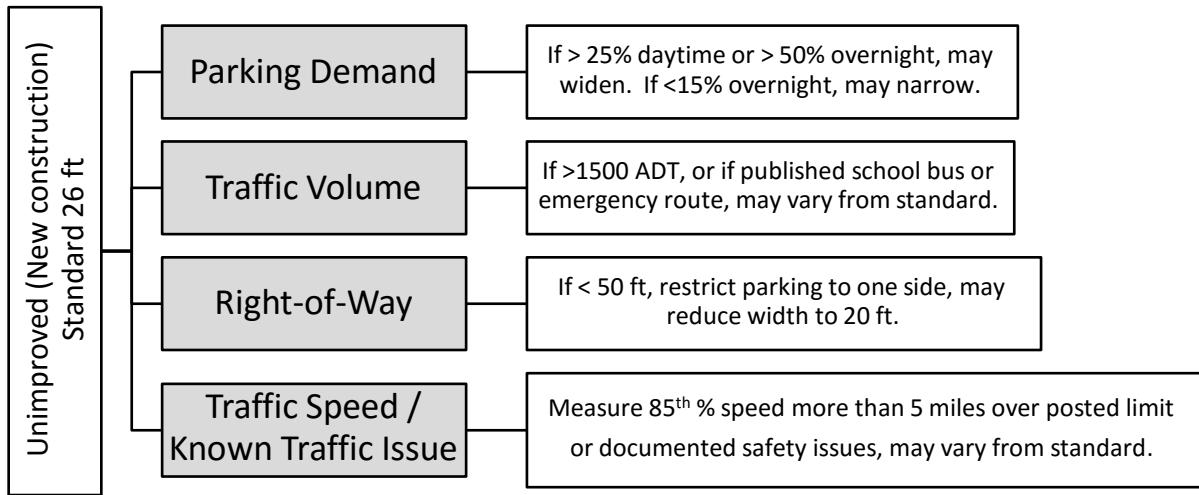 Unimproved (New construction)
Standard 26 ft
Parking Demand
If > 25% daytime or > 50% overnight, may
widen.  If <15% overnight, may narrow.
Traffic Volume
If >1500 ADT, or if published school bus or
emergency route, may vary from standard.
Right-of-Way
If < 50 ft, restrict parking to one side, may
reduce width to 20 ft.
Traffic Speed /
Known Traffic Issue
Measure 85th % speed more than 5 miles over posted limit
or documented safety issues, may vary from standard.